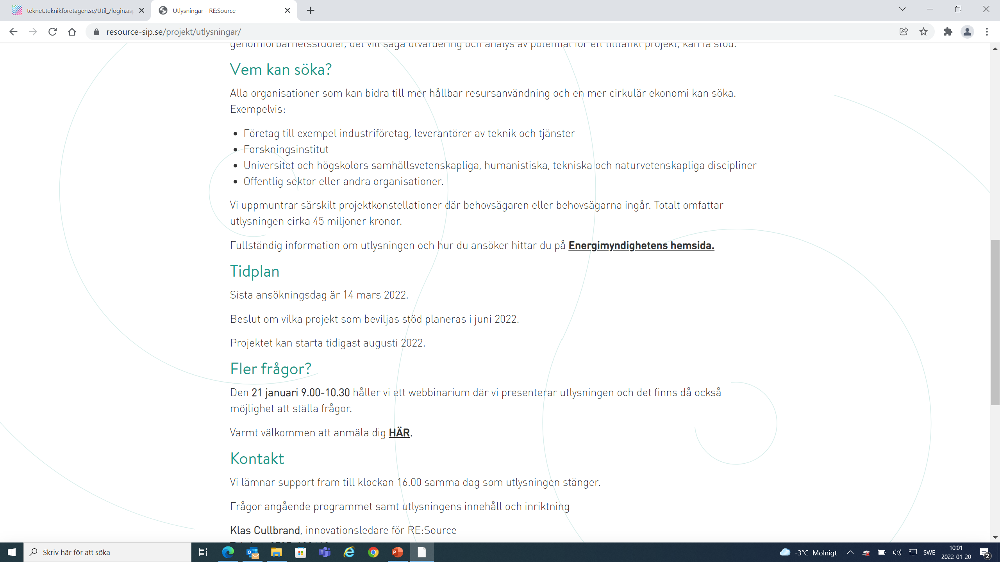 teknet.teknikforetagen.se/Util_/login.asp
Utlysningar - RE:Source
resource-sip.se/projekt/utlysningar/
genomförbarhetsstudier, det vill säga utvärdering och analys av potential för ett tilltänkt projekt, kan få stöd.
Vem kan söka?
Alla organisationer som kan bidra till mer hållbar resursanvändning och en mer cirkulär ekonomi kan söka.
Exempelvis:
• Företag till exempel industriföretag, leverantörer av teknik och tjänster
• Forskningsinstitut
• Universitet och högskolors samhällsvetenskapliga, humanistiska, tekniska och naturvetenskapliga discipliner
• Offentlig sektor eller andra organisationer.
Vi uppmuntrar särskilt projektkonstellationer där behovsägaren eller behovsägarna ingår. Totalt omfattar
utlysningen cirka 45 miljoner kronor.
Fullständig information om utlysningen och hur du ansöker hittar du på Energimyndighetens hemsida.
Tidplan
Sista ansökningsdag är 14 mars 2022.
Beslut om vilka projekt som beviljas stöd planeras i juni 2022.
Projektet kan starta tidigast augusti 2022.
Fler frågor?
Den 21 januari 9.00-10.30 håller vi ett webbinarium där vi presenterar utlysningen och det finns då också
möjlighet att ställa frågor.
Varmt välkommen att anmäla dig HÄR.
Kontakt
Vi lämnar support fram till klockan 16.00 samma dag som utlysningen stänger.
Frågor angående programmet samt utlysningens innehåll och inriktning
Klas Cullbrand, innovationsledare för RE:Source
Skriv här för att söka
-3°C Molnigt
SWE
10:01
2022-01-20
2